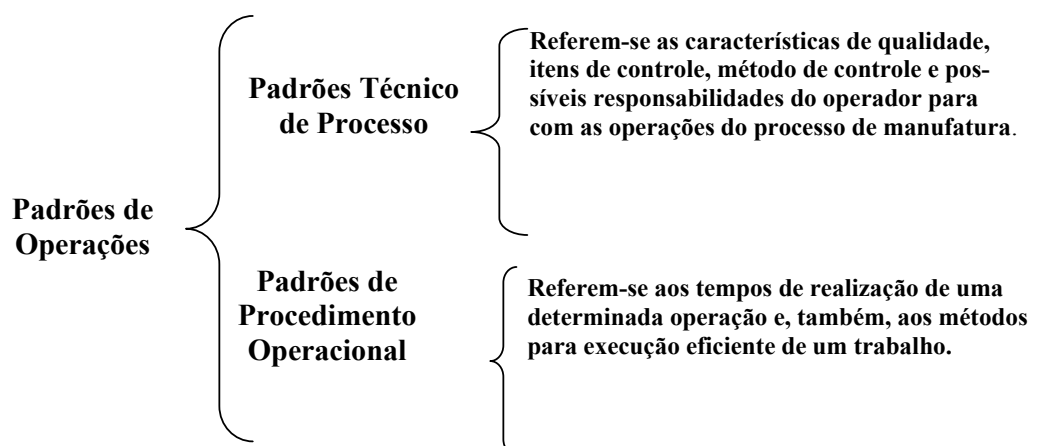 Padrões de
Operações
Padrões Técnico
de Processo
Referem-se as características de qualidade,
itens de controle, método de controle e pos-
síveis responsabilidades do operador para
com as operações do processo de manufatura.
Padrões de
Procedimento
Operacional
Referem-se aos tempos de realização de uma
determinada operação e, também, aos métodos
para execução eficiente de um trabalho.